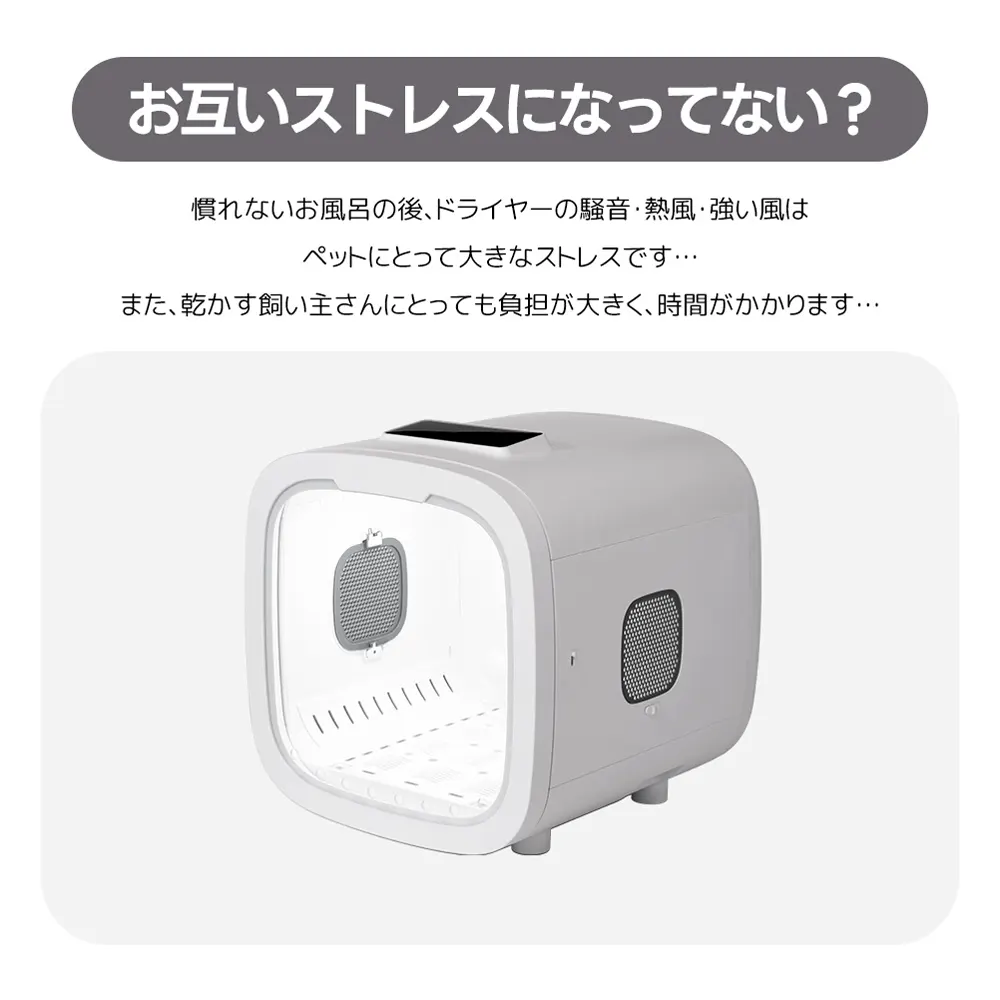 お互いストレスになってない？
慣れないお風呂の後、ドライヤーの騒音・熱風・強い風は
ペットにとって大きなストレスです…
また、乾かす飼い主さんにとっても負担が大きく、時間がかかります…